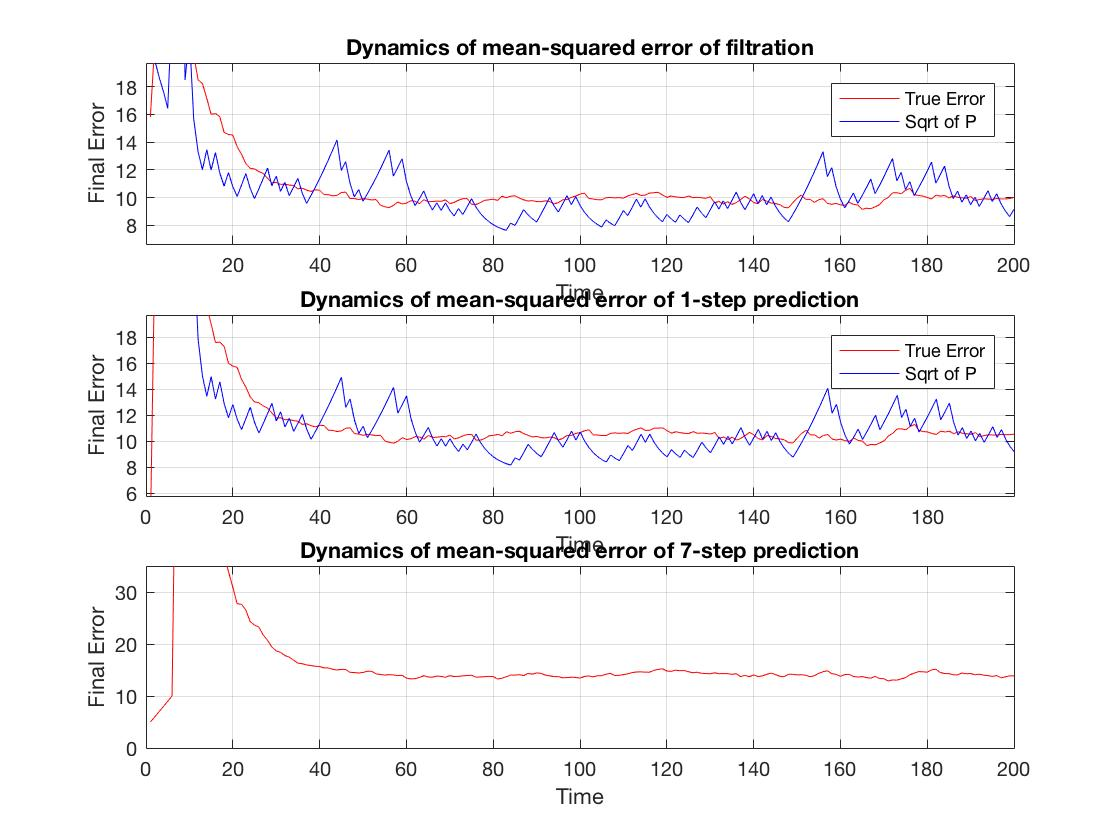 Dynamics of mean-squared error of filtration
Final Error
18
16
14
12
10
8
True Error
Sqrt of P
20 40 60 80 100 120 140 160 180 200
Time
Dynamics of mean-squared error of 1-step prediction
Final Error
18
16
14
12
10
8
6
True Error
Sqrt of P
0 20 40 60 80 100 120 140 160 180
Time
Dynamics of mean-squared error of 7-step prediction
Final Error
30
20
10
0
0 20 40 60 80 100 120 140 160 180 200
Time